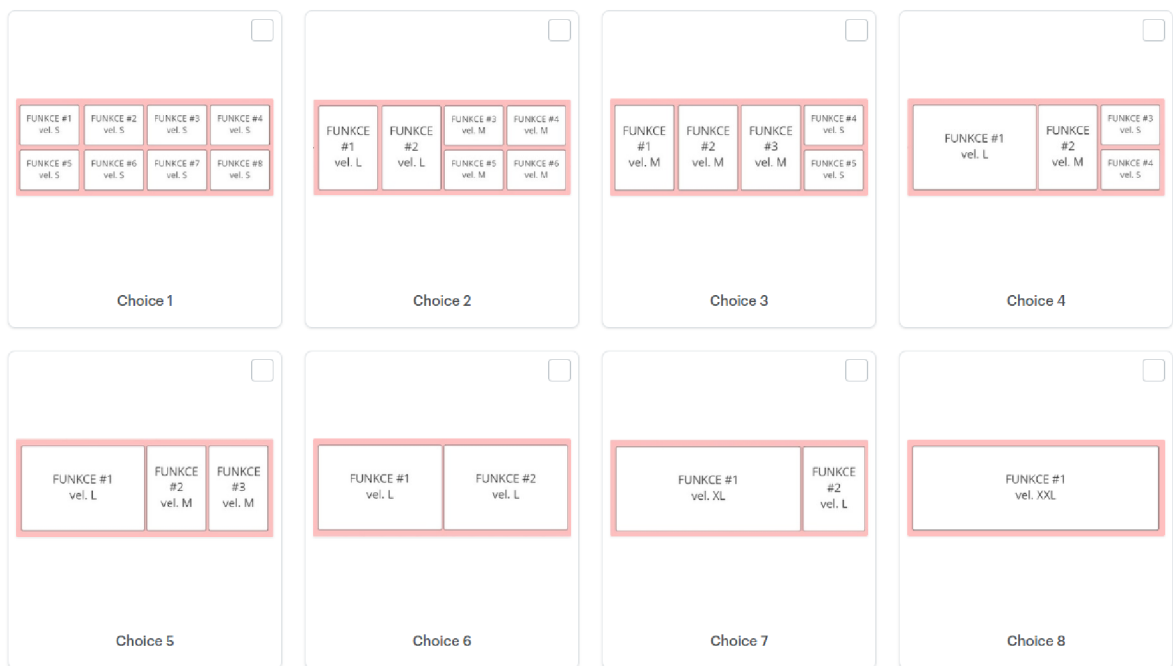 FUNKCE #1
vel. S
FUNKCE #2
vel. S
FUNKCE #3
vel. S
FUNKCE #4
vel. S
FUNKCE #5
vel. S
FUNKCE #6
vel. S
FUNKCE #7
vel. S
FUNKCE #8
vel. S
Choice 1
FUNKCE
#1
vel. L
FUNKCE
#2
vel. L
FUNKCE #3
vel. M
FUNKCE #4
vel. M
FUNKCE #5
vel. M
FUNKCE #6
vel. M
Choice 2
FUNKCE
#1
vel. M
FUNKCE
#2
vel. M
FUNKCE
#3
vel. M
FUNKCE #4
vel. S
FUNKCE #5
vel. S
Choice 3
FUNKCE #1
vel. L
FUNKCE
#2
vel. M
FUNKCE #3
vel. S
FUNKCE #4
vel. S
Choice 4
FUNKCE #1
vel. L
FUNKCE
#2
vel. M
FUNKCE
#3
vel. M
Choice 5
FUNKCE #1
vel. L
FUNKCE #2
vel. L
Choice 6
FUNKCE #1
vel. XL
FUNKCE
#2
vel. L
Choice 7
FUNKCE #1
vel. XXL
Choice 8